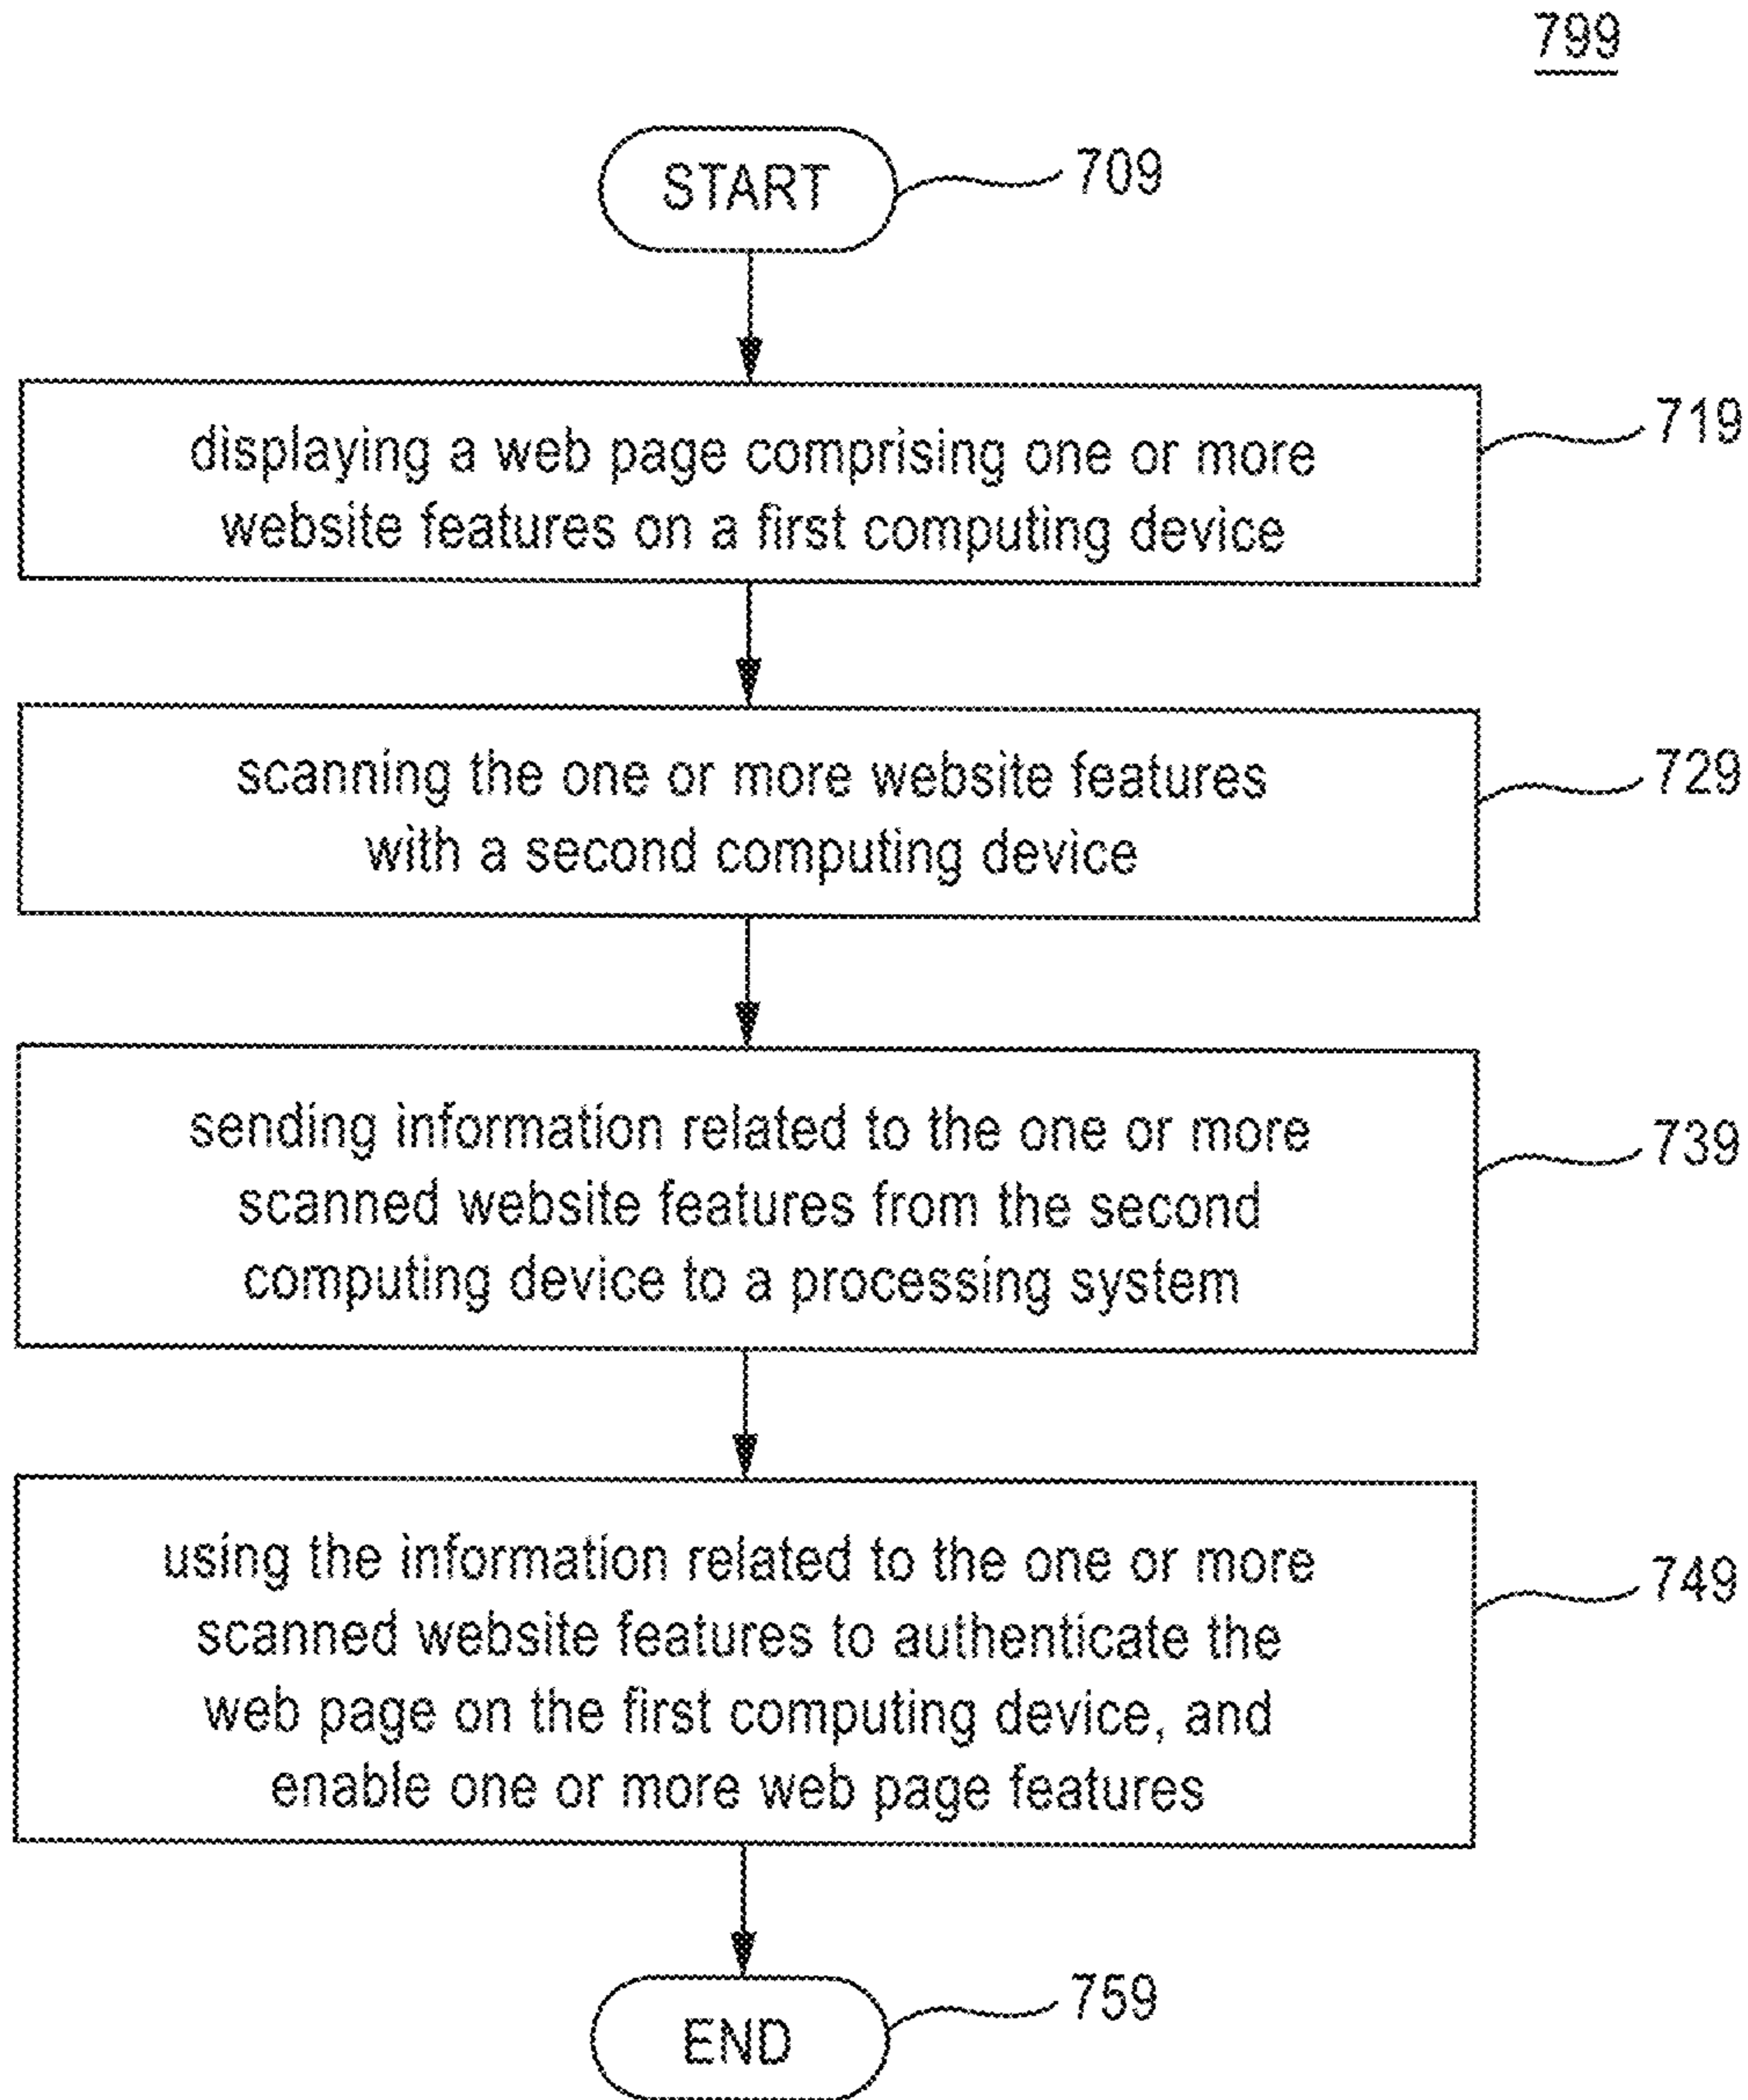 799
START
709
displaying a web page comprising one or more
website features on a first computing device
719
scanning the one or more website features
with a second computing device
729
sending information related to the one or more
scanned website features from the second
computing device to a processing system
739
using the information related to the one or more
scanned website features to authenticate the
web page on the first computing device, and
enable one or more web page features
749
END
759